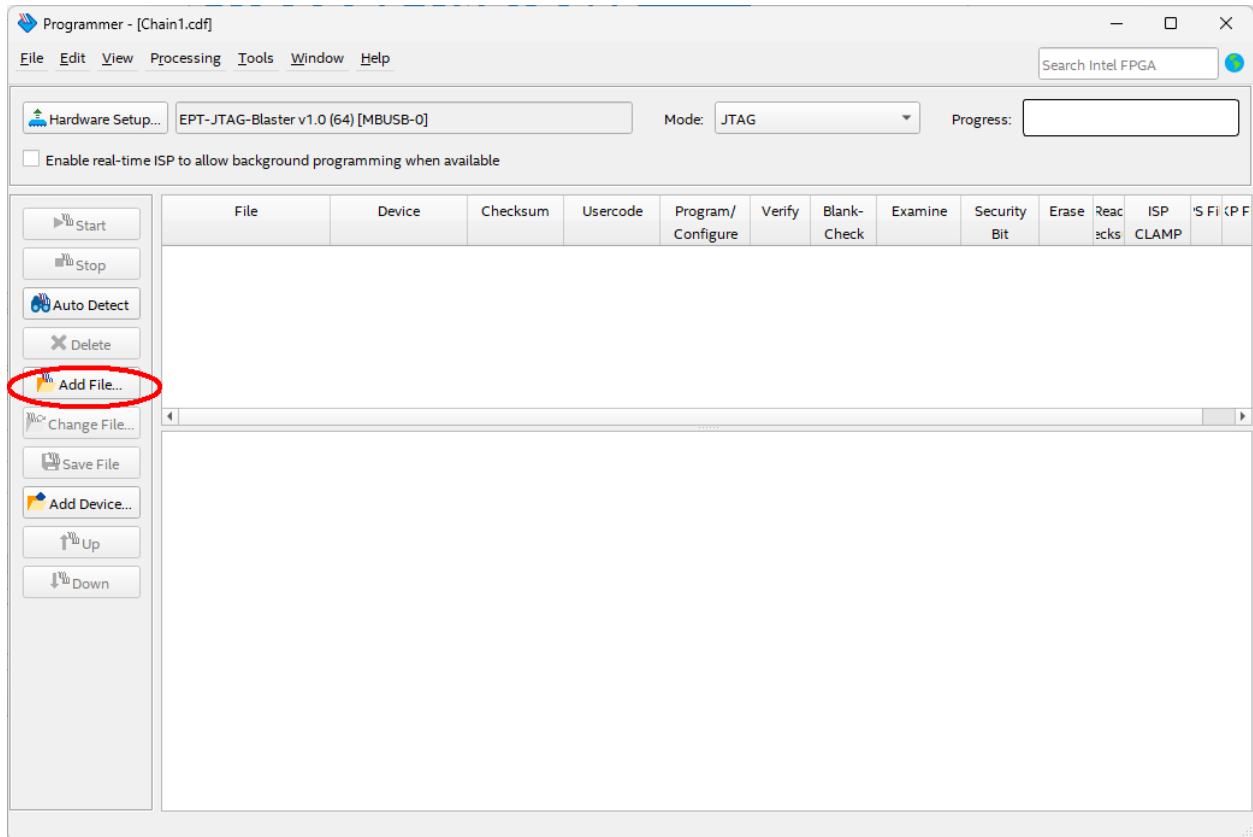 Programmer - [Chain1.cdf]
File Edit View Processing Tools Window Help
Search Intel FPGA
Hardware Setup... EPT-JTAG-Blaster v1.0 (64) [MBUSB-0] Mode: JTAG Progress:
Enable real-time ISP to allow background programming when available
File Device Checksum Usercode Program/ Verify Blank- Examine Security Erase ISP
Configure Check Bit CLAMP
Start
Stop
Auto Detect
Delete
Add File...
Change File...
Save File
Add Device...
Up
Down